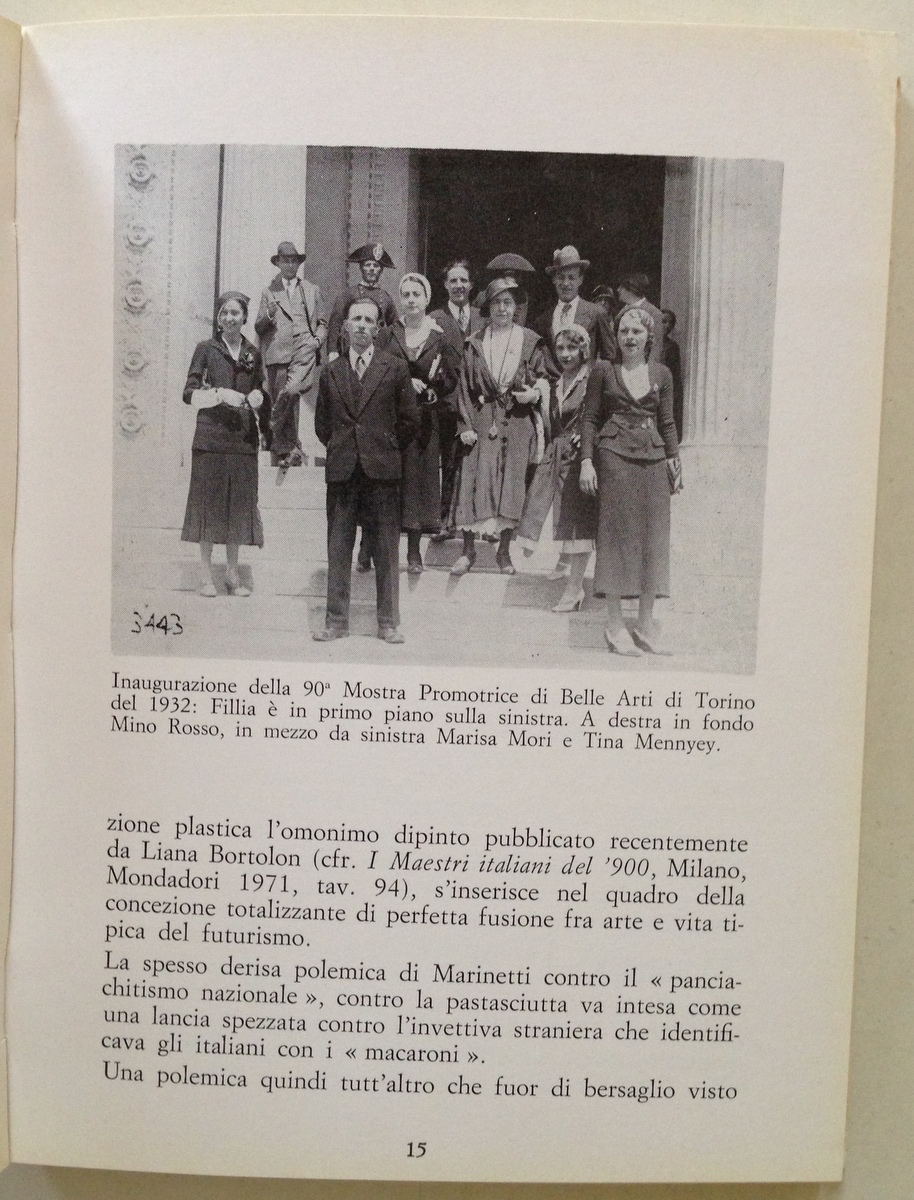 3443
Inaugurazione della 90ª Mostra Promotrice di Belle Arti di Torino
del 1932: Fillia è in primo piano sulla sinistra. A destra in fondo
Mino Rosso, in mezzo da sinistra Marisa Mori e Tina Mennyey.
zione plastica l'omonimo dipinto pubblicato recentemente
da Liana Bortolon (cfr. I Maestri italiani del '900, Milano,
Mondadori 1971, tav. 94), s'inserisce nel quadro della
concezione totalizzante di perfetta fusione fra arte e vita ti-
pica del futurismo.
La spesso derisa polemica di Marinetti contro il « pancia-
chitismo nazionale », contro la pastasciutta va intesa come
una lancia spezzata contro l'invettiva straniera che identifi-
cava gli italiani con i « macaroni ».
Una polemica quindi tutt'altro che fuor di bersaglio visto
15